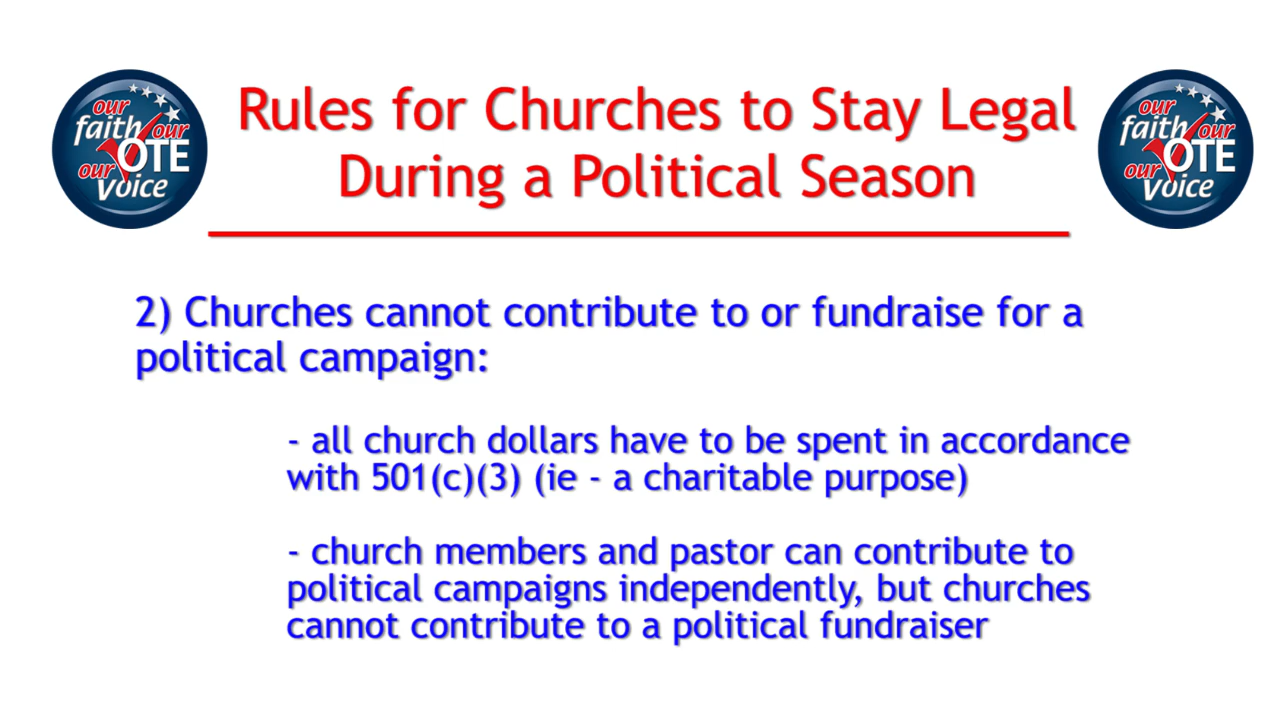 Rules for Churches to Stay Legal
During a Political Season
our
faith our
VOTE
our
voice
our
faith our
VOTE
our
voice
2) Churches cannot contribute to or fundraise for a
political campaign:
- all church dollars have to be spent in accordance
with 501(c)(3) (ie - a charitable purpose)
- church members and pastor can contribute to
political campaigns independently, but churches
cannot contribute to a political fundraiser